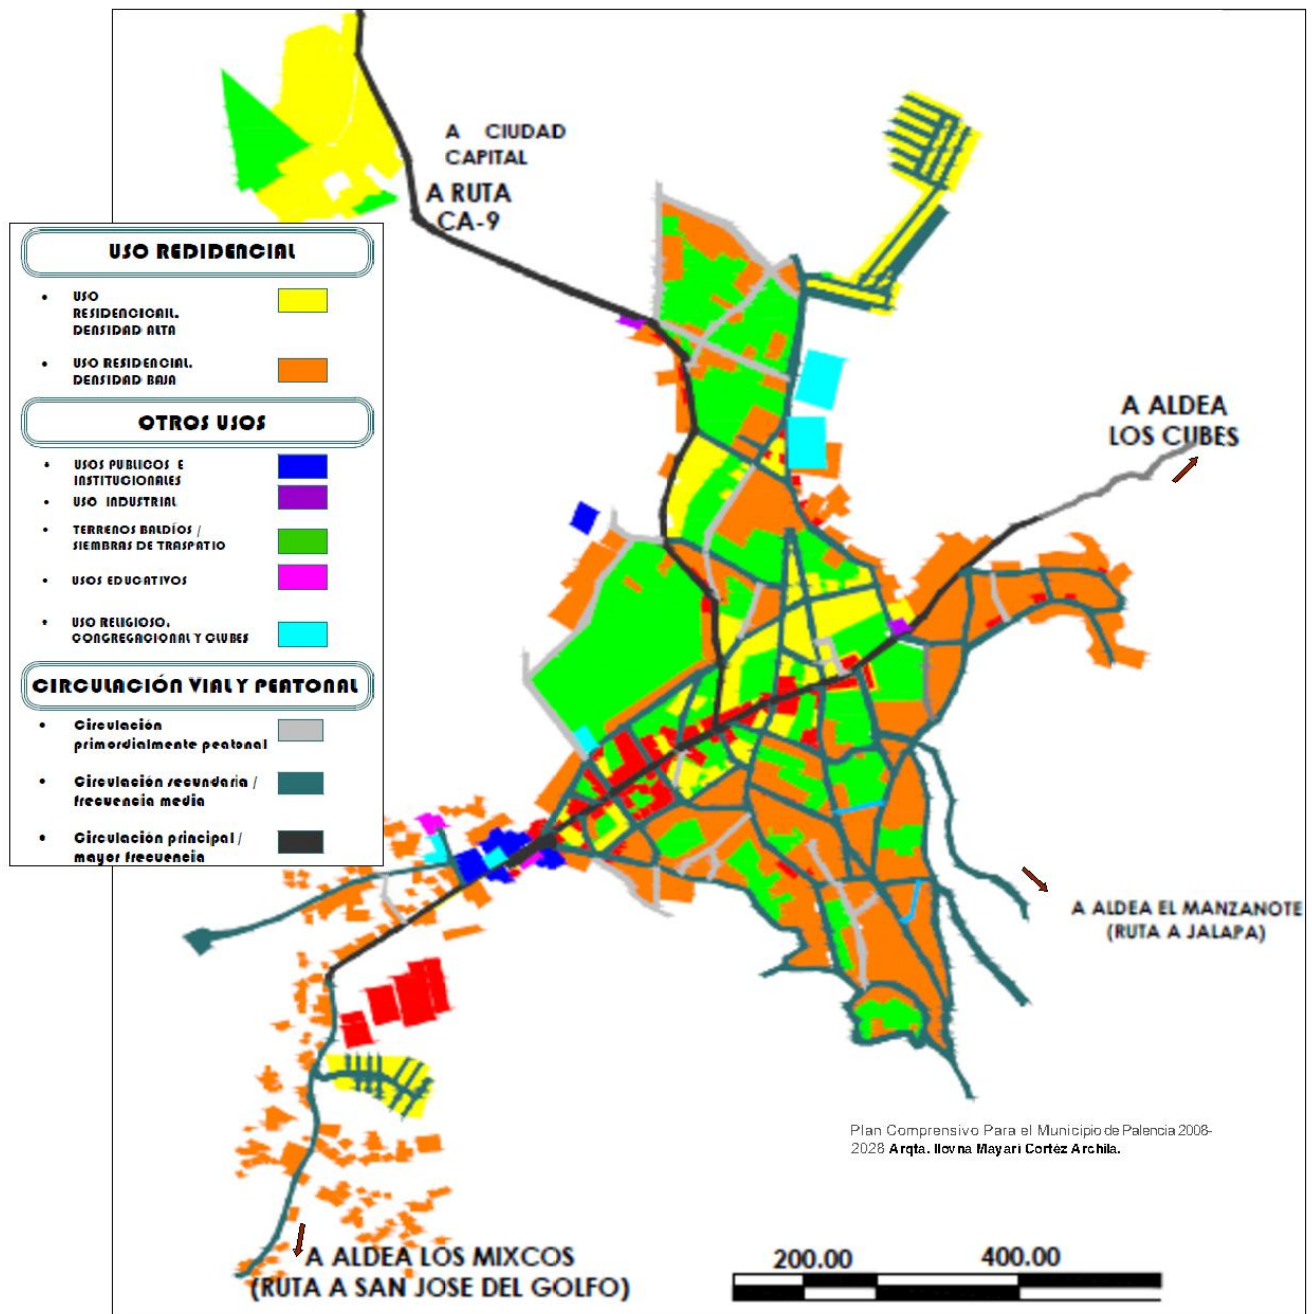 A CIUDAD
CAPITAL
A RUTA
CA-9
USO REDIDENCIAL
• USO
RESIDENCICAIL.
DENSIDAD ALTA
• USO RESIDENCIAL.
DENSIDAD BAJA
OTROS USOS
• USOS PUBLICOS E
INSTITUCIONALES
• USO INDUSTRIAL
• TERRENOS BALDÍOS /
SIEMBRAS DE TRASPATIO
• USOS EDUCATIVOS
• USO RELIGIOSO.
CONGREGACIONAL Y CLUBES
CIRCULACIÓN VIAL Y PEATONAL
• Circulación
primordialmente peatonal
• Circulación secundaria /
frecuencia media
• Circulación principal /
mayor frecuencia
A ALDEA
LOS CUBES
A ALDEA EL MANZANOTE
(RUTA A JALAPA)
Plan Comprensivo Para el Municipio de Palencia 2008-
2028 Arqta. Ilovna Mayarí Cortéz Archila.
A ALDEA LOS MIXCOS
(RUTA A SAN JOSE DEL GOLFO)
200.00 400.00